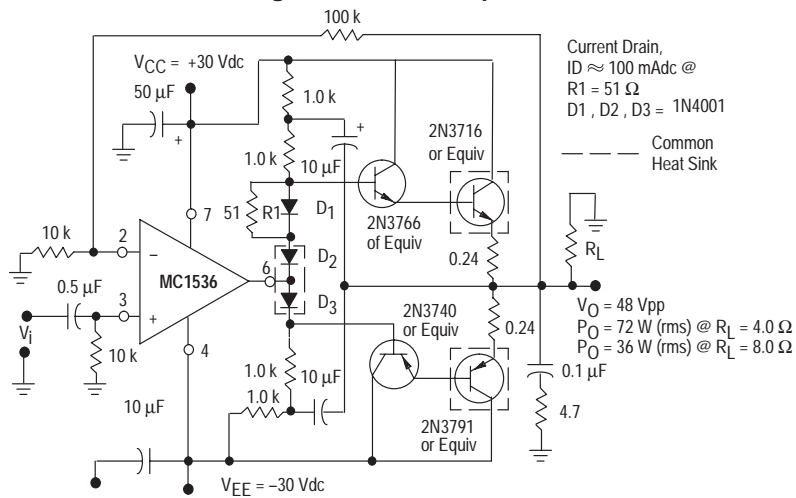 100 k
VCC = +30 Vdc
50 µF
+
1.0 k
+
1.0 k
10 µF
2N3716
or Equiv
Current Drain,
ID ≈ 100 mAdc @
R1 = 51 Ω
D1 , D2 , D3 = 1N4001
Common
Heat Sink
51
R1
D1
2N3766
of Equiv
7
10 k
2
−
MC1536
6
D2
D3
0.24
RL
0.5 µF
3
+
Vi
10 k
4
2N3740
or Equiv
0.24
VO = 48 Vpp
PO = 72 W (rms) @ RL = 4.0 Ω
PO = 36 W (rms) @ RL = 8.0 Ω
1.0 k
10 µF
1.0 k
0.1 µF
10 µF
2N3791
or Equiv
4.7
VEE = −30 Vdc